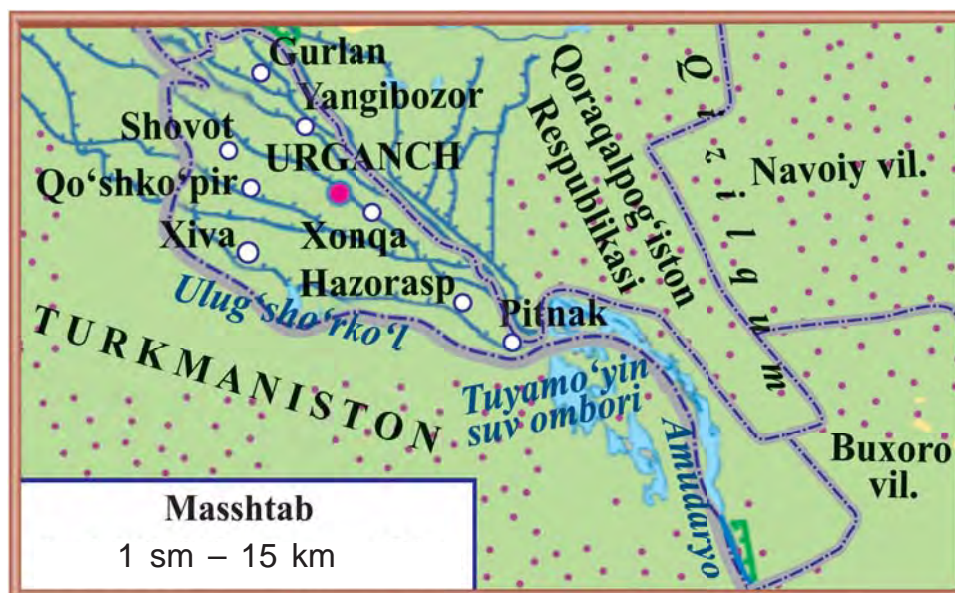 Gurlan
Yangibozor
Shovot
URGANCH
Qo‘shko‘pir
Xiva
Xonqa
Hazorasp
Ulug‘sho‘rko‘l
Pitnak
TURKMANISTON
Tuyamo‘yin
suv ombori
Amudaryo
Qoraqalpog‘iston
Respublikasi
Qizilqum
Navoiy vil.
Buxoro
vil.
Masshtab
1 sm – 15 km